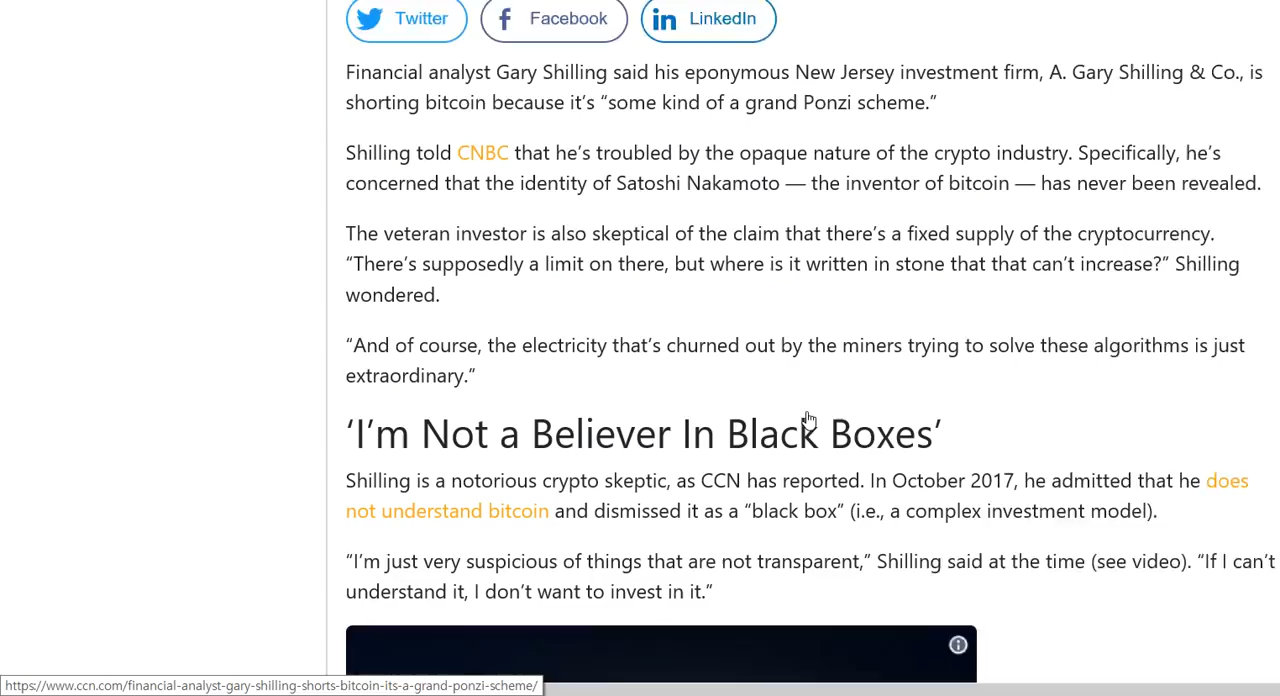 Twitter Facebook LinkedIn
Financial analyst Gary Shilling said his eponymous New Jersey investment firm, A. Gary Shilling & Co., is
shorting bitcoin because it’s “some kind of a grand Ponzi scheme.”
Shilling told CNBC that he’s troubled by the opaque nature of the crypto industry. Specifically, he’s
concerned that the identity of Satoshi Nakamoto — the inventor of bitcoin — has never been revealed.
The veteran investor is also skeptical of the claim that there’s a fixed supply of the cryptocurrency.
“There’s supposedly a limit on there, but where is it written in stone that that can’t increase?” Shilling
wondered.
“And of course, the electricity that’s churned out by the miners trying to solve these algorithms is just
extraordinary.”
‘I’m Not a Believer In Black Boxes’
Shilling is a notorious crypto skeptic, as CCN has reported. In October 2017, he admitted that he does
not understand bitcoin and dismissed it as a “black box” (i.e., a complex investment model).
“I’m just very suspicious of things that are not transparent,” Shilling said at the time (see video). “If I can’t
understand it, I don’t want to invest in it.”
https://www.ccn.com/financial-analyst-gary-shilling-shorts-bitcoin-its-a-grand-ponzi-scheme/